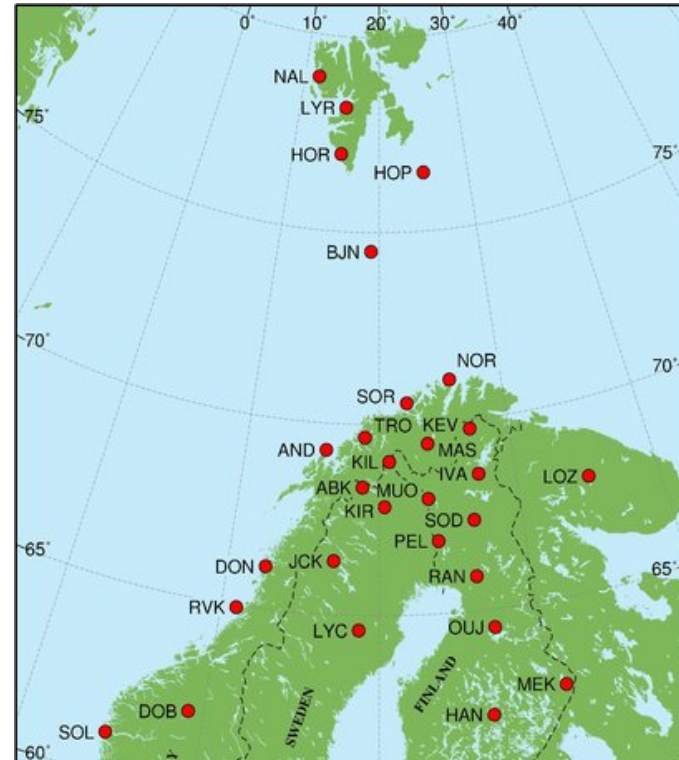 0°
10°
20°
30°
40°
NAL
LYR
75°
HOR
75°
HOP
BJN
70°
NOR
70°
SOR
TRO
KEV
AND
MAS
KIL
IVA
LOZ
ABK
MUO
KIR
SOD
PEL
65°
JCK
DON
RAN
65°
RVK
LYC
OUJ
FINLAND
MEK
SWEDEN
DOB
HAN
SOL
60°
Y